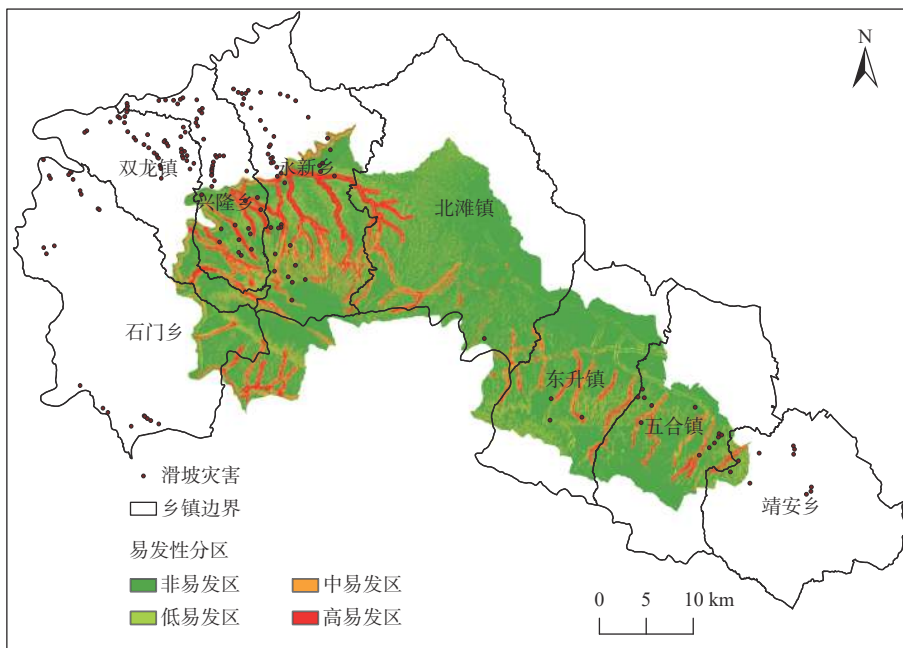 N
双龙镇
永新乡
兴隆乡
北滩镇
石门乡
东升镇
五合镇
靖安乡
滑坡灾害
乡镇边界
易发性分区
非易发区
中易发区
低易发区
高易发区
0 5 10 km